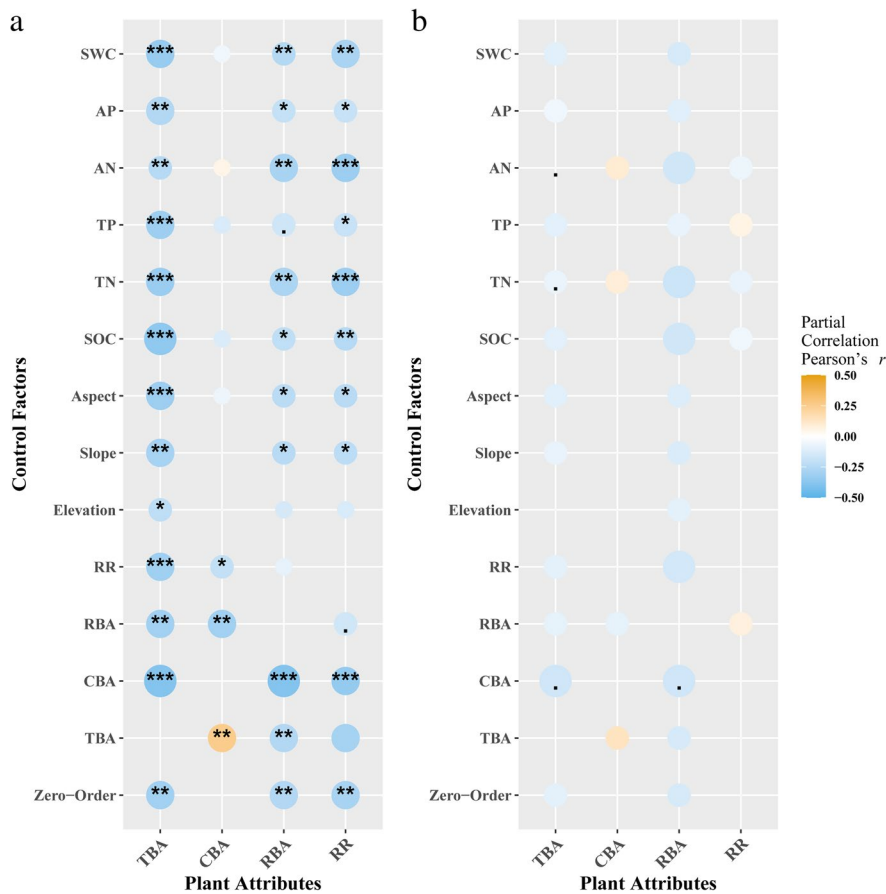 a
b
Control Factors
SWC *** ** **
AP ** * *
AN ** ** ***
TP *** . *
TN *** ** ***
SOC *** * **
Aspect *** * *
Slope ** * *
Elevation *
RR *** *
RBA ** ** .
CBA *** *** ***
TBA ** **
Zero−Order ** ** **
TBA CBA RBA RR
Plant Attributes
Control Factors
SWC
AP
AN .
TP
TN .
SOC
Aspect
Slope
Elevation
RR
RBA
CBA . .
TBA
Zero−Order
TBA CBA RBA RR
Plant Attributes
Partial
Correlation
Pearson's r
0.50
0.25
0.00
−0.25
−0.50